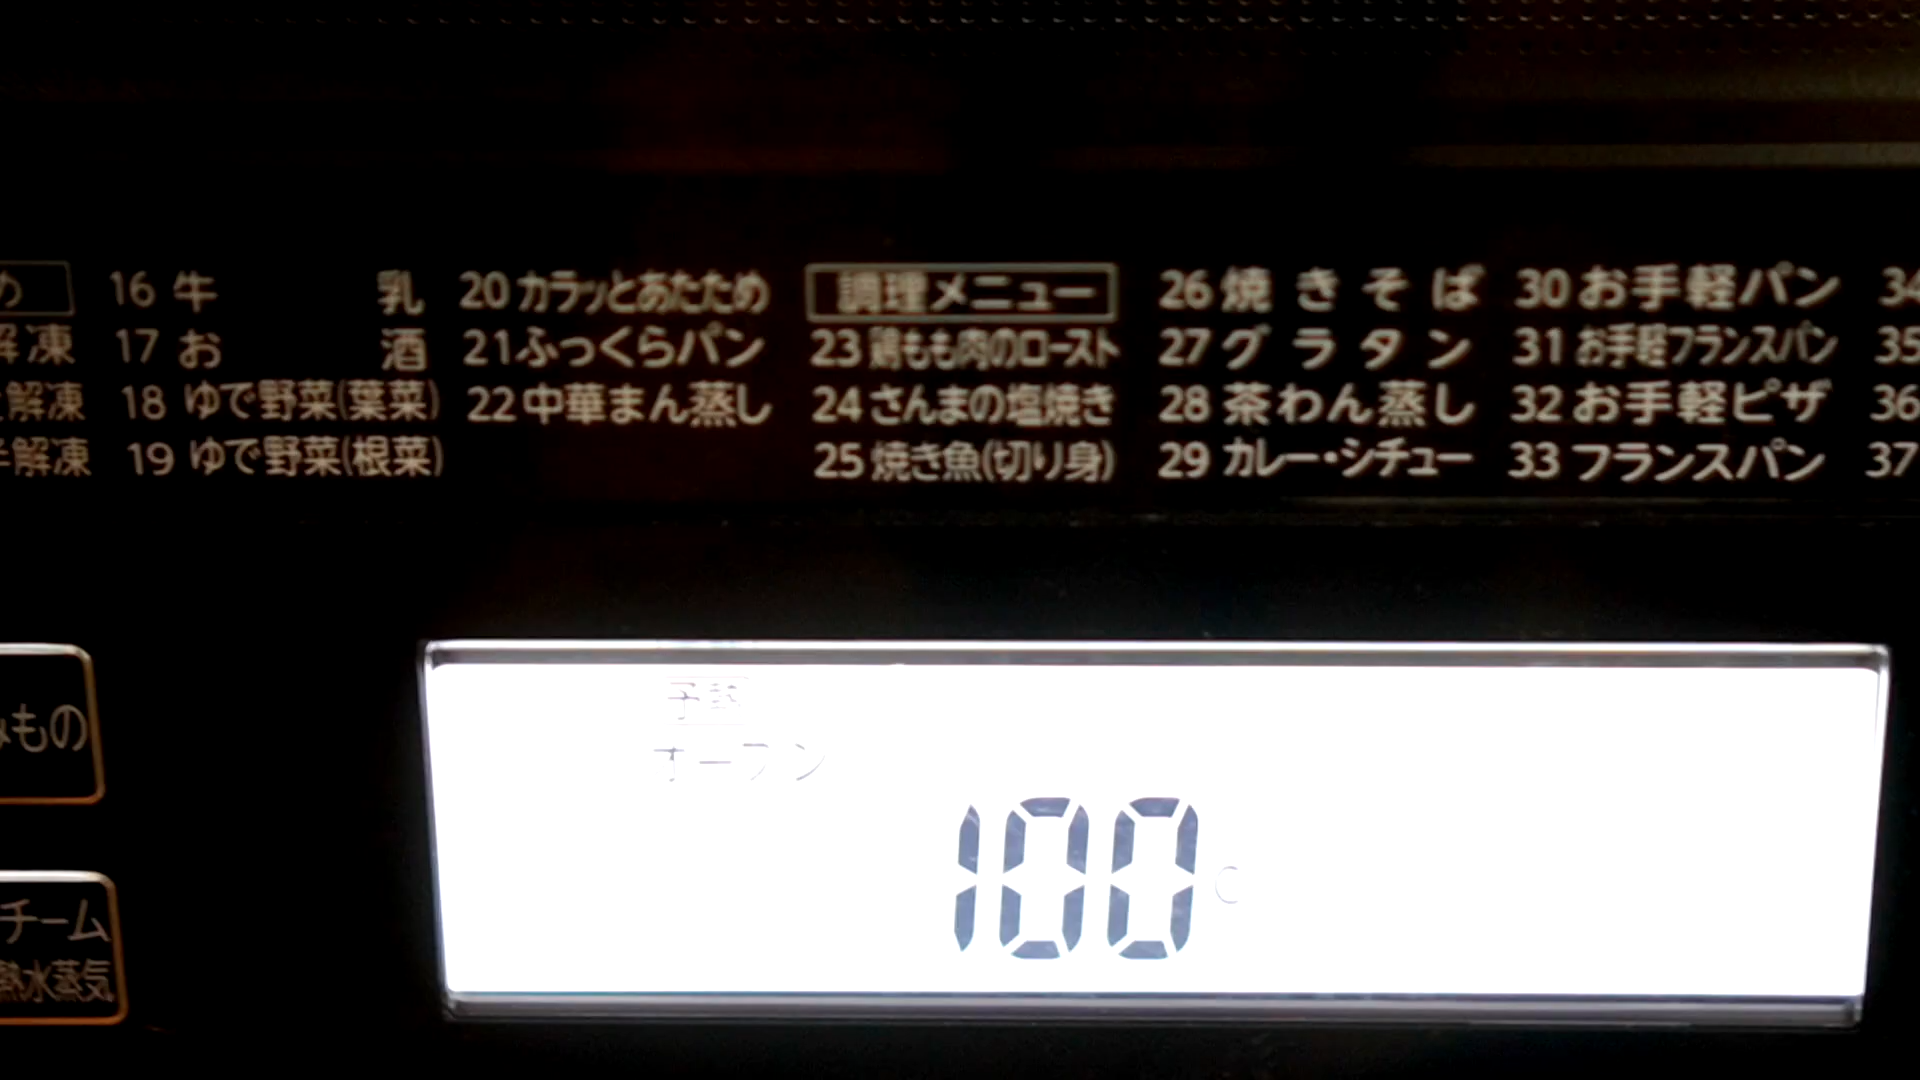 め
解凍
解凍
解凍
16 牛乳
17 お酒
18 ゆで野菜(葉菜)
19 ゆで野菜(根菜)
20 カラッとあたため
21 ふっくらパン
22 中華まん蒸し
調理メニュー
23 鶏もも肉のロースト
24 さんまの塩焼き
25 焼き魚(切り身)
26 焼きそば
27 グラタン
28 茶わん蒸し
29 カレー・シチュー
30 お手軽パン
31 お手軽フランスパン
32 お手軽ピザ
33 フランスパン
34
35
36
37
もの
チーム
熱水蒸気
予熱
オーブン
100℃